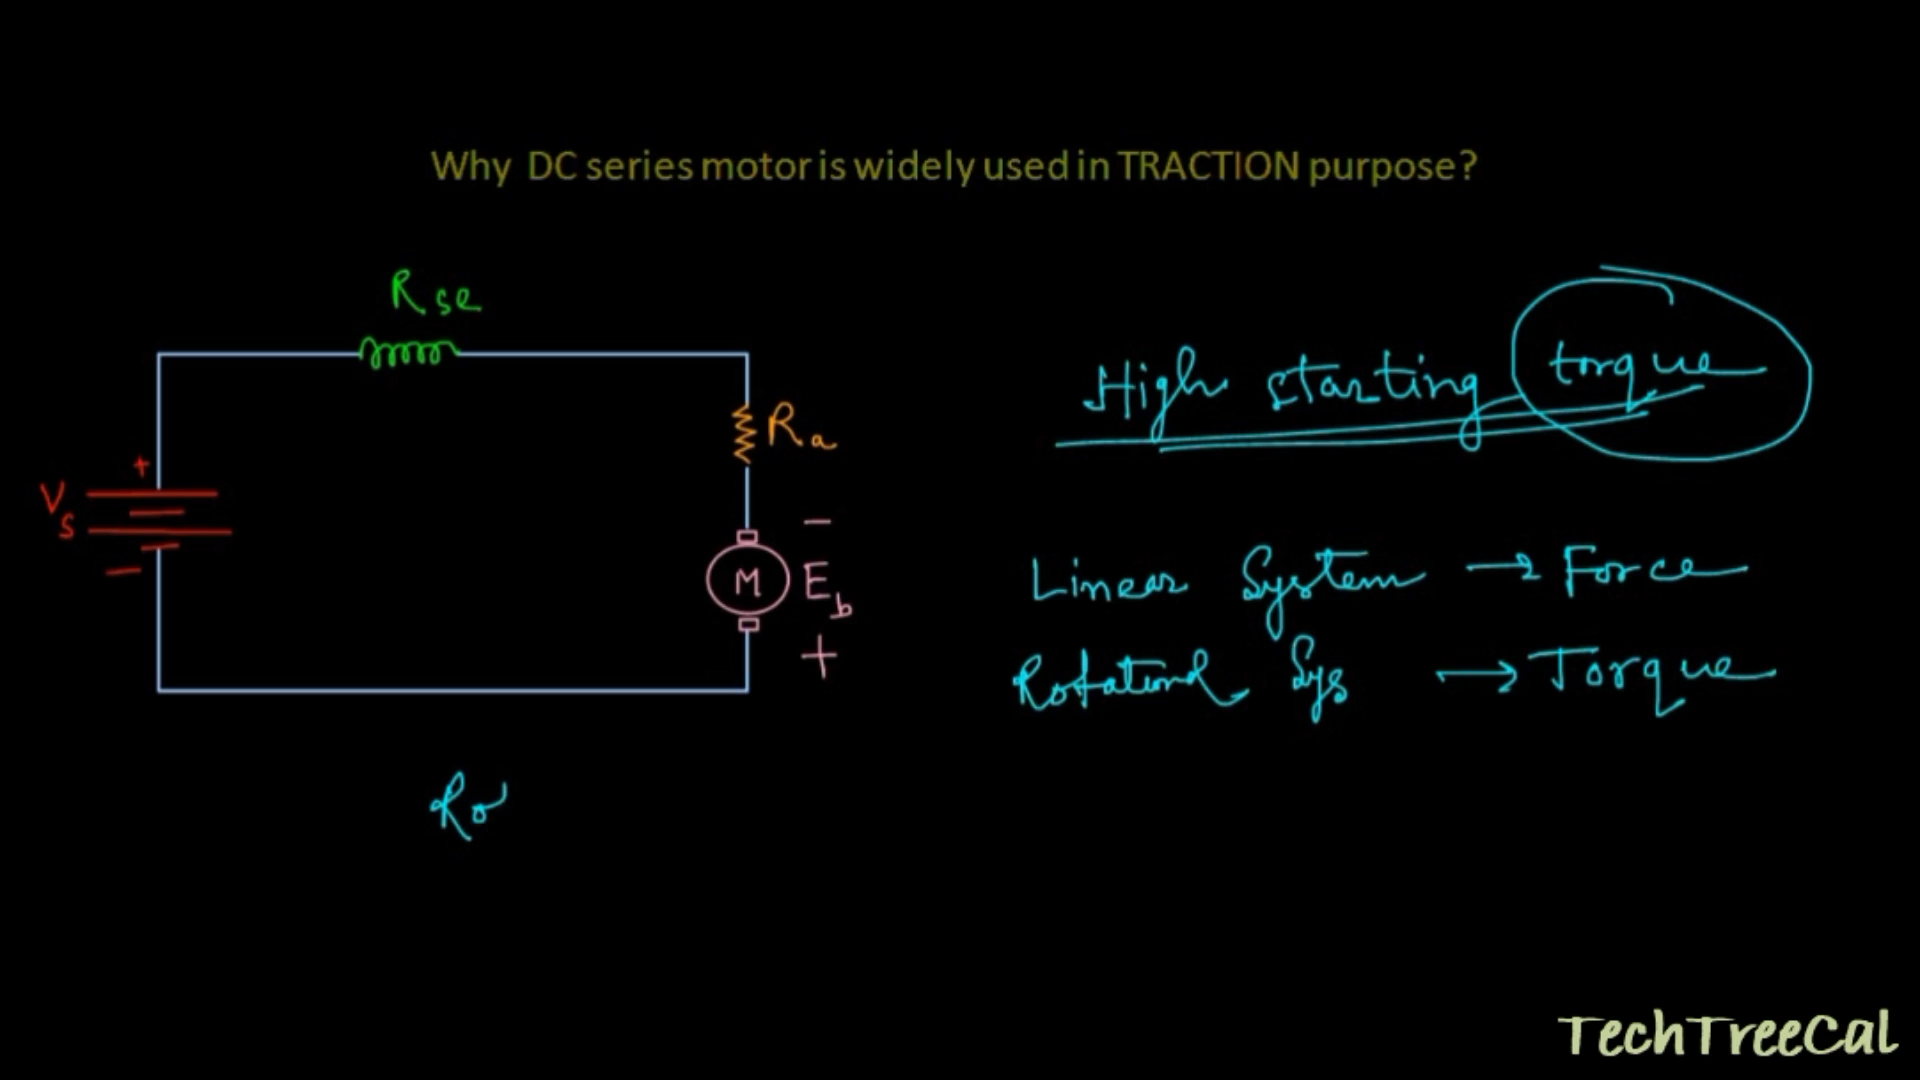 Why DC series motor is widely used in TRACTION purpose?
Rse
Ra
+
Vs
-
-
M
Eb
+
High starting torque
Linear System → Force
Rotational Sys → Torque
Ro
TechTreeCal